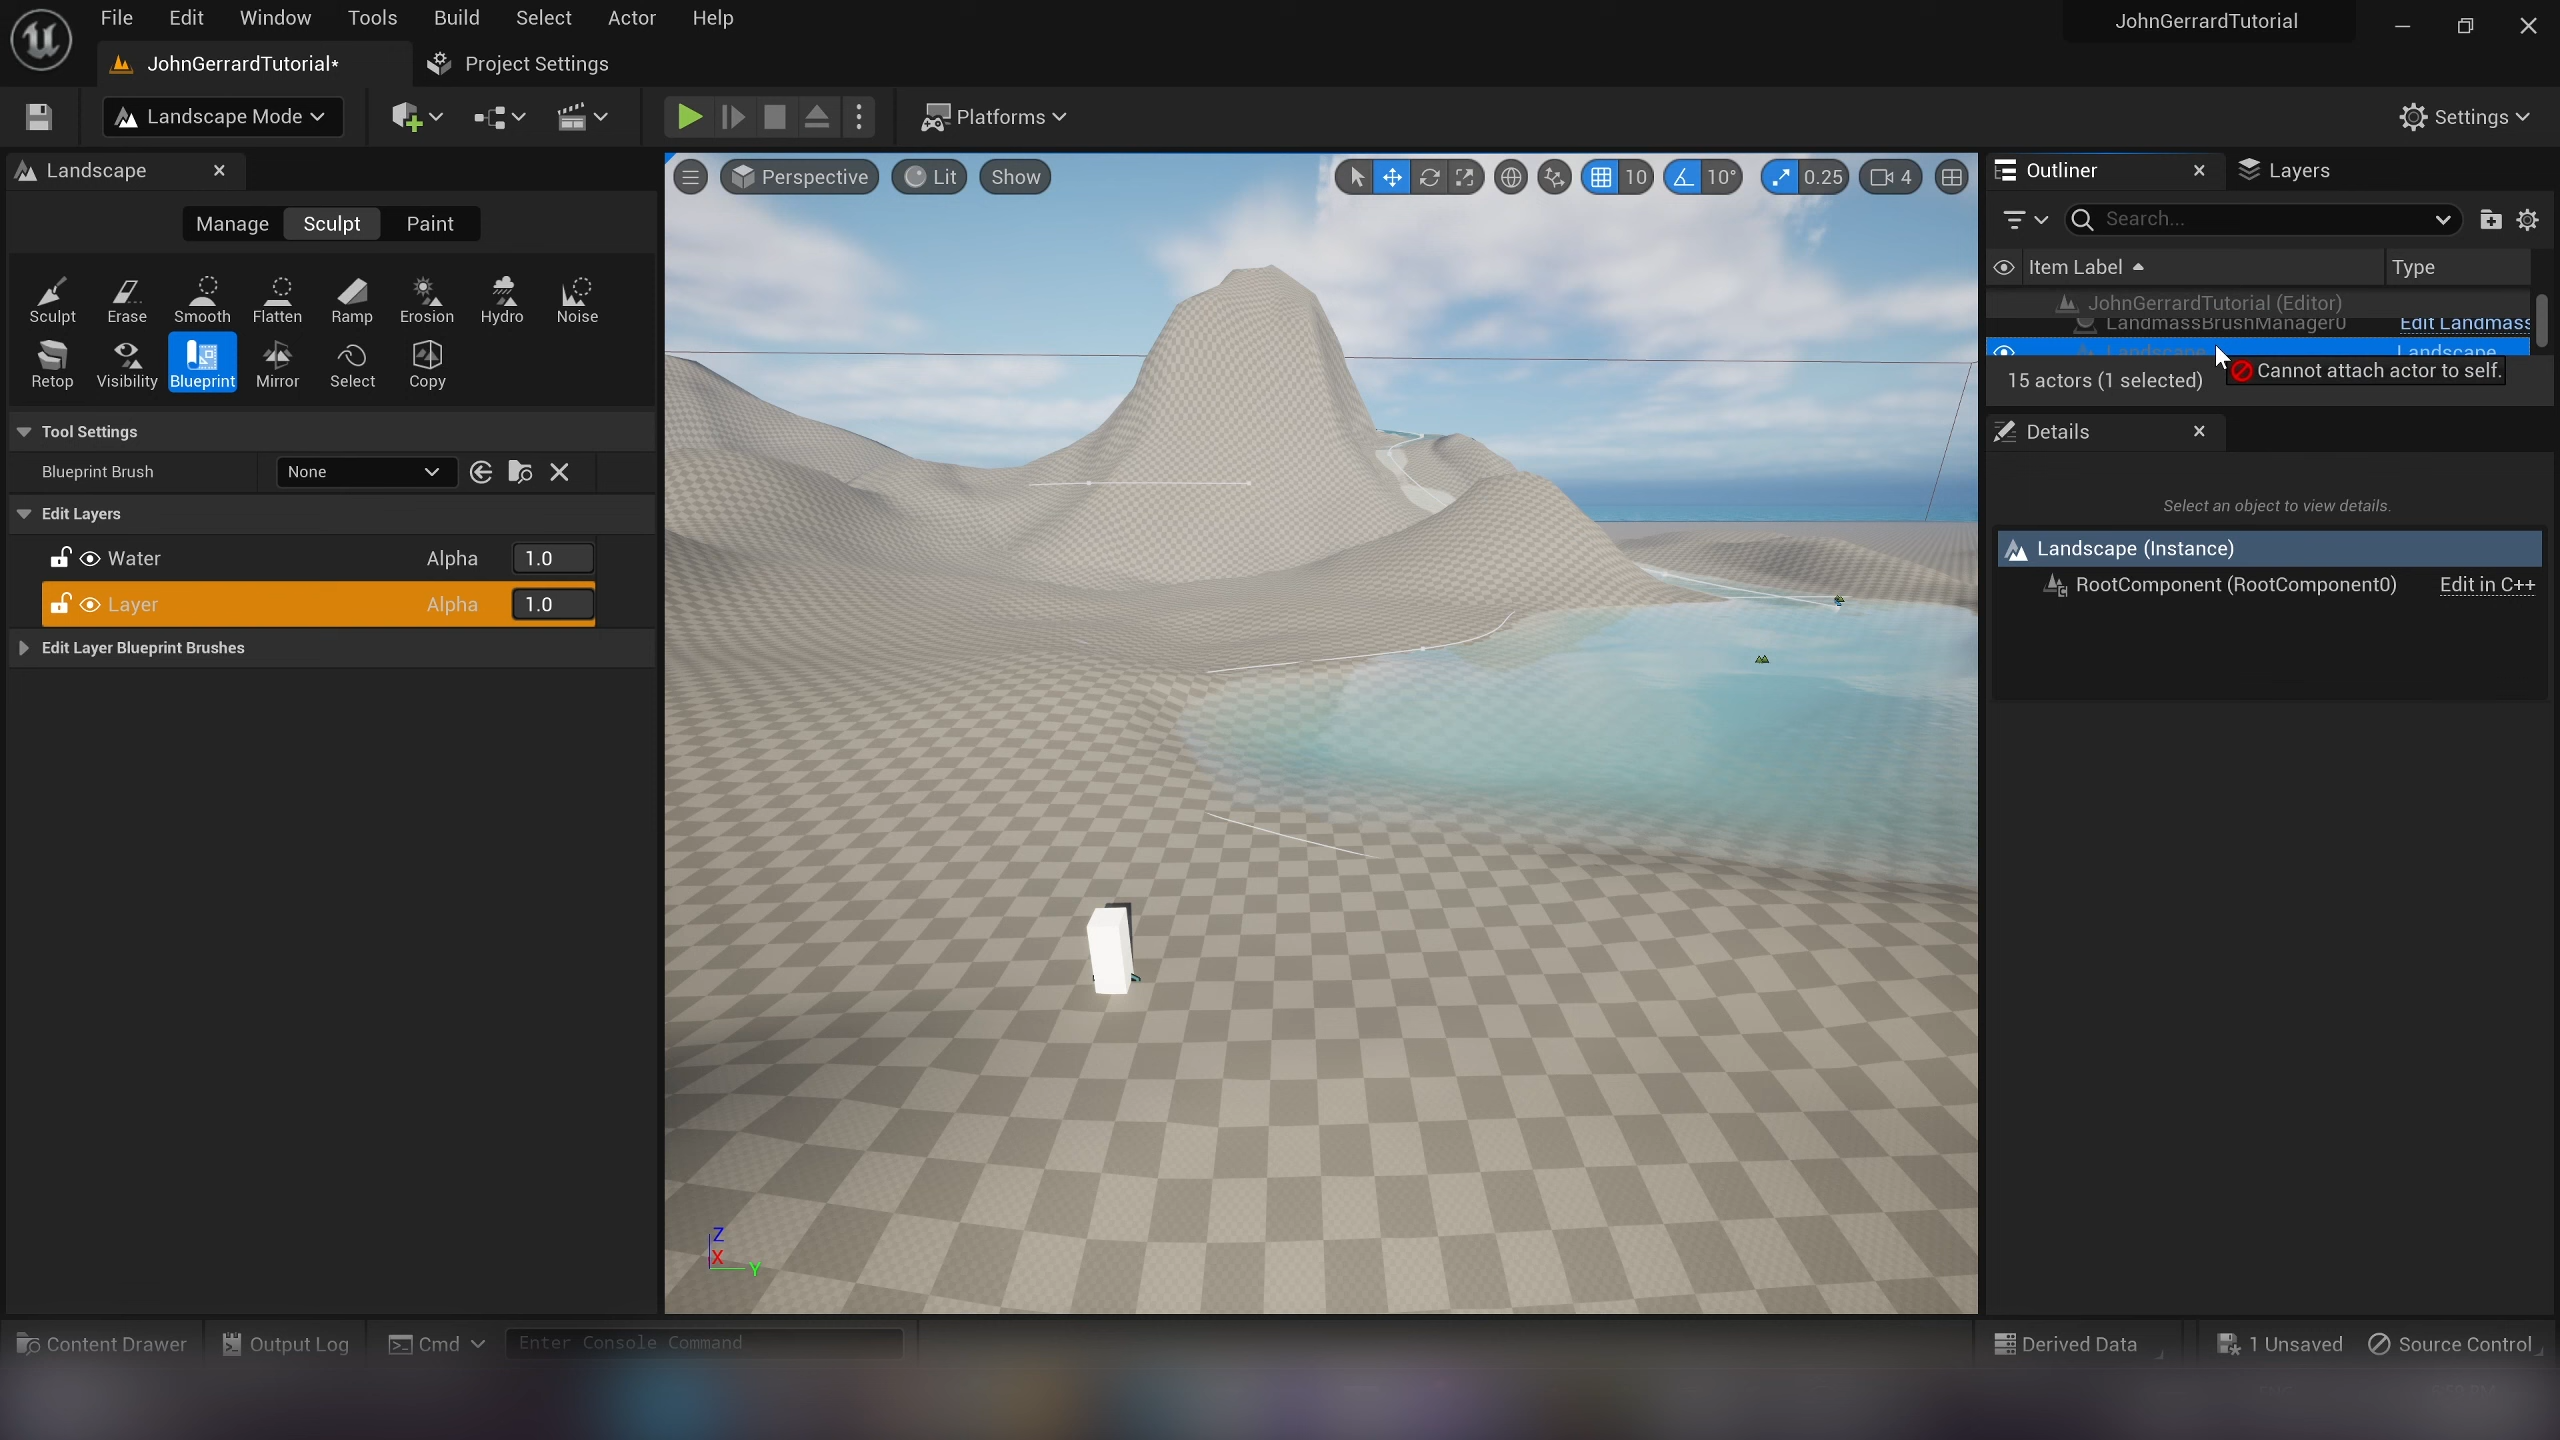 File Edit Window Tools Build Select Actor Help
JohnGerrardTutorial
JohnGerrardTutorial*
Project Settings
Landscape Mode
Platforms
Settings
Landscape
Manage Sculpt Paint
Sculpt Erase Smooth Flatten Ramp Erosion Hydro Noise
Retop Visibility Blueprint Mirror Select Copy
Tool Settings
Blueprint Brush None
Edit Layers
Water Alpha 1.0
Layer Alpha 1.0
Edit Layer Blueprint Brushes
Perspective Lit Show
10 10° 0.25 4
Z
X
Y
Outliner Layers
Search...
Item Label Type
JohnGerrardTutorial (Editor)
LandmassBrushManager0 Edit Landmass
Landscape Landscape
Cannot attach actor to self.
15 actors (1 selected)
Details
Select an object to view details.
Landscape (Instance)
RootComponent (RootComponent0) Edit in C++
Content Drawer Output Log Cmd Enter Console Command
Derived Data 1 Unsaved Source Control